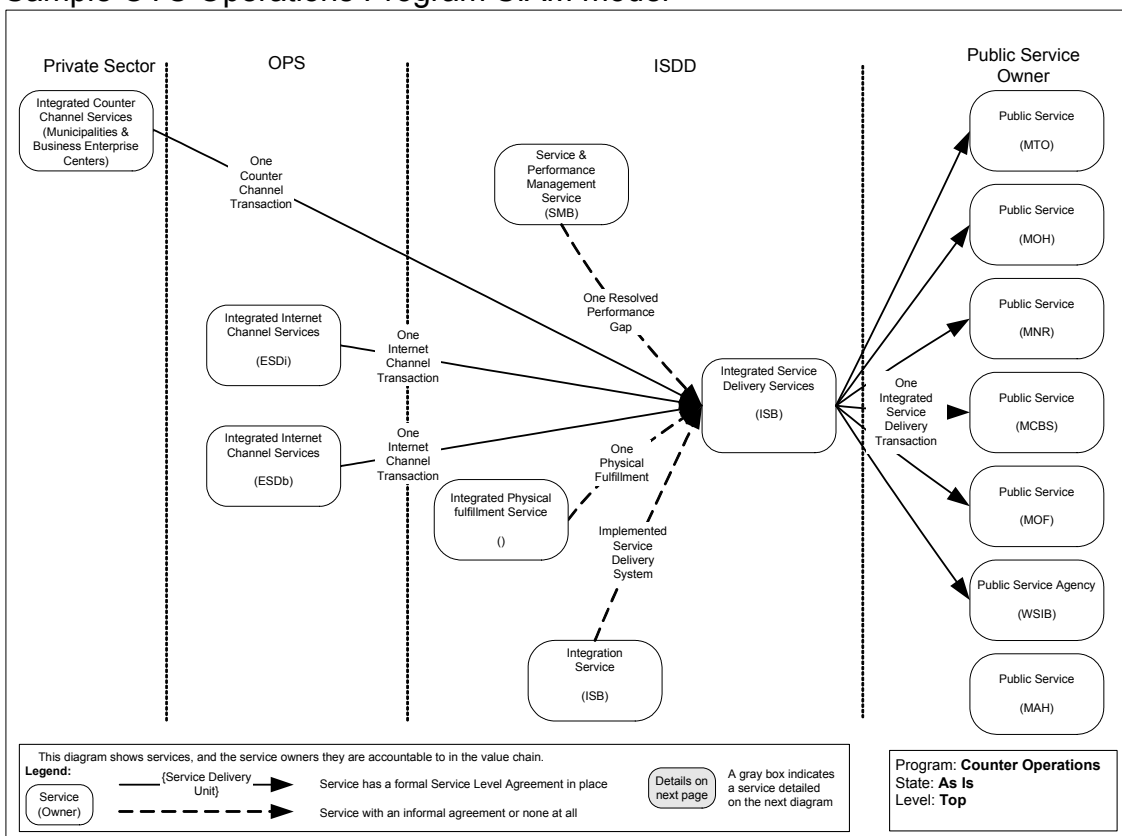 Private Sector
OPS
ISDD
Public Service
Owner
Integrated Counter
Channel Services
(Municipalities &
Business Enterprise
Centers)
One
Counter
Channel
Transaction
Service &
Performance
Management
Service
(SMB)
One Resolved
Performance
Gap
Integrated Internet
Channel Services
(ESDi)
One
Internet
Channel
Transaction
Integrated Internet
Channel Services
(ESDb)
One
Internet
Channel
Transaction
Integrated Physical
fulfillment Service
()
One
Physical
Fulfillment
Implemented
Service
Delivery
System
Integration
Service
(ISB)
Integrated Service
Delivery Services
(ISB)
One
Integrated
Service
Delivery
Transaction
Public Service
(MTO)
Public Service
(MOH)
Public Service
(MNR)
Public Service
(MCBS)
Public Service
(MOF)
Public Service Agency
(WSIB)
Public Service
(MAH)
This diagram shows services, and the service owners they are accountable to in the value chain.
Legend:
Service
(Owner)
{Service Delivery
Unit}
Service has a formal Service Level Agreement in place
Service with an informal agreement or none at all
Details on
next page
A gray box indicates
a service detailed
on the next diagram
Program: Counter Operations
State: As Is
Level: Top